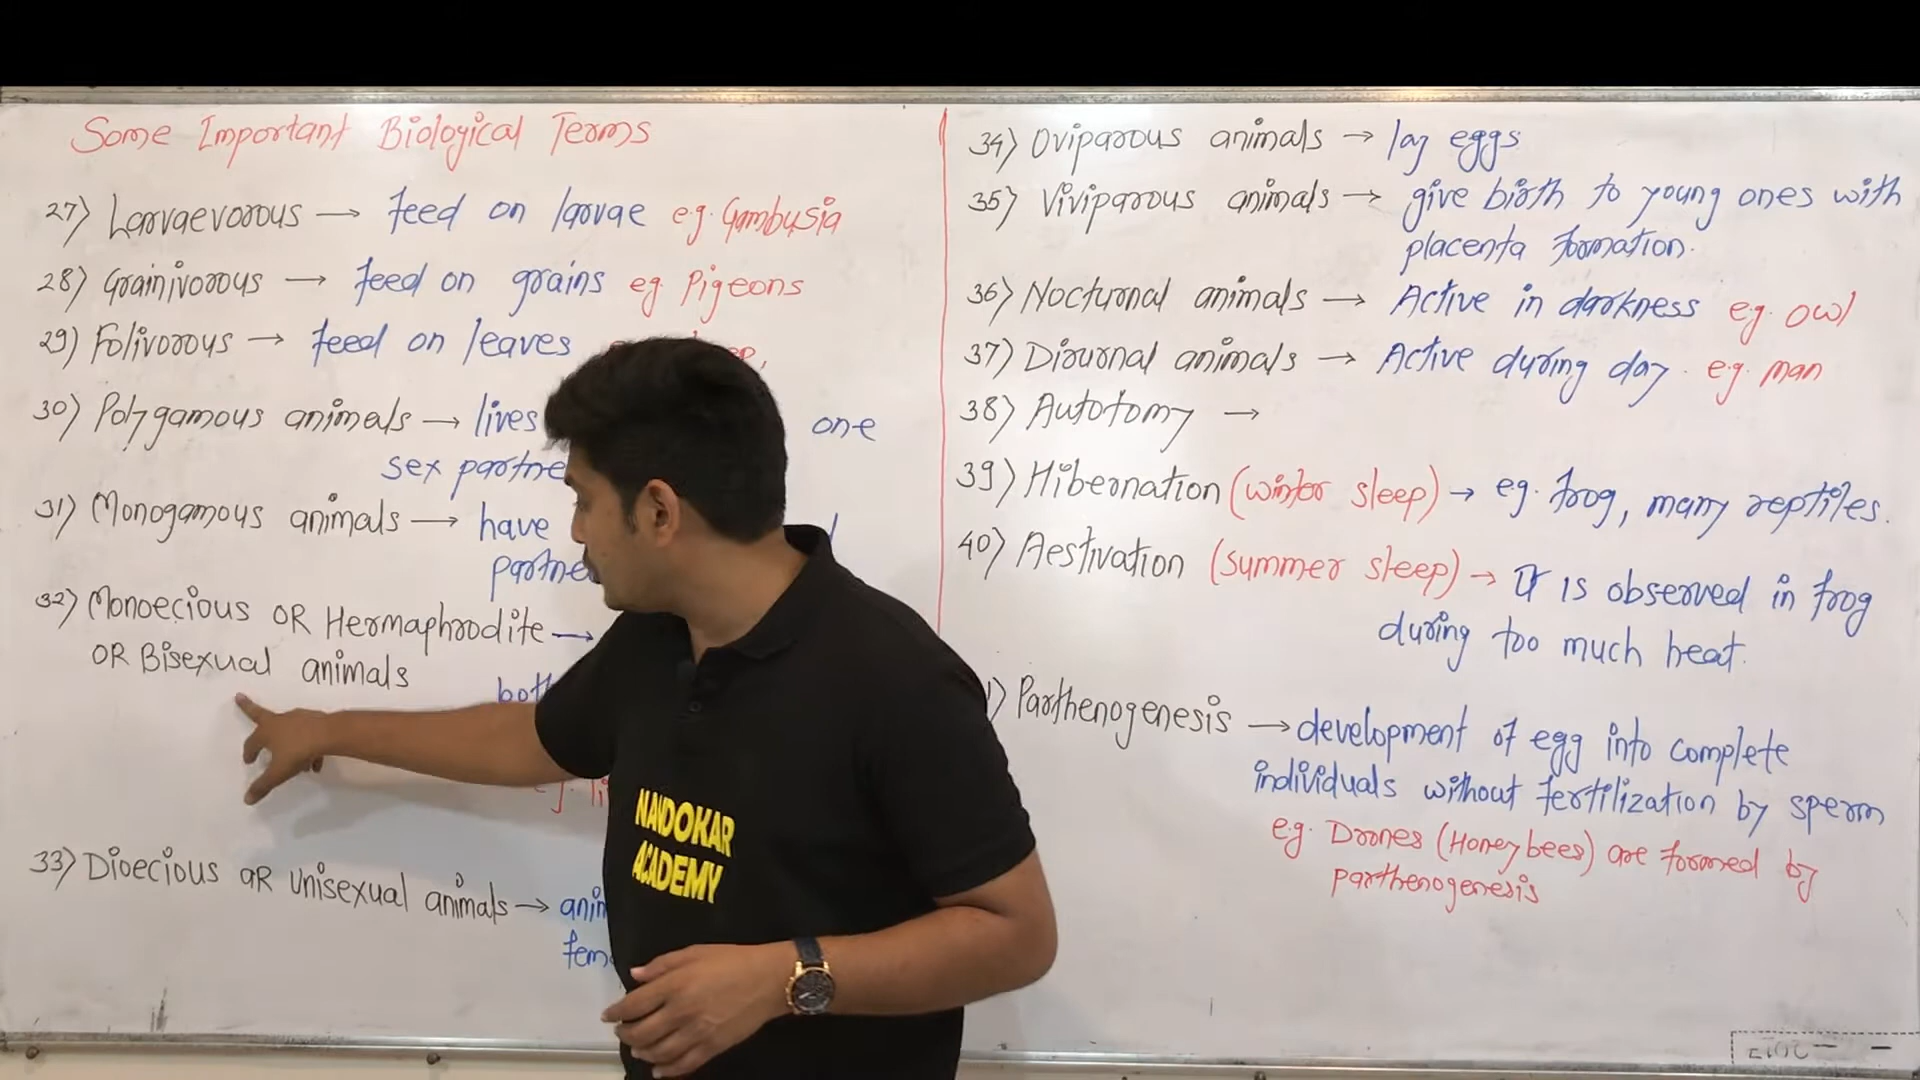 Some Important Biological Terms
27) Larvaevorous → feed on larvae e.g. Gambusia
28) Grainivorous → feed on grains eg. Pigeons
29) Folivorous → feed on leaves
30) Polygamous animals → lives one
sex partne
31) Monogamous animals → have
partne
32) Monoecious OR Hermaphrodite →
OR Bisexual animals
both
33) Dioecious OR Unisexual animals → anim
fem
34) Oviparous animals → lay eggs
35) Viviparous animals → give birth to young ones with
placenta formation.
36) Nocturnal animals → Active in darkness e.g. owl
37) Diurnal animals → Active during day. e.g. man
38) Autotomy →
39) Hibernation (winter sleep) → eg. frog, many reptiles.
40) Aestivation (summer sleep) → It is observed in frog
during too much heat.
1) Parthenogenesis → development of egg into complete
individuals without fertilization by sperm
e.g. Drones (Honeybees) are formed by
parthenogenesis
NANDOKAR
ACADEMY